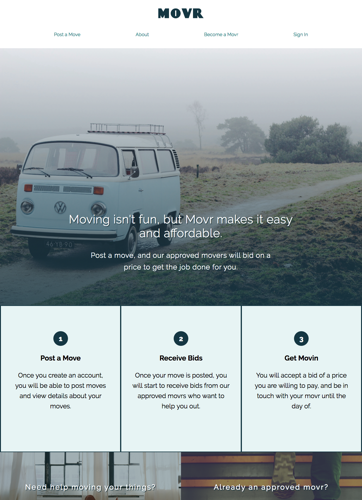 MOVR
Post a Move About Become a Movr Sign In
Moving isn't fun, but Movr makes it easy
and affordable.
Post a move, and our approved movers will bid on a
price to get the job done for you.
1
Post a Move
Once you create an account,
you will be able to post moves
and view details about your
moves.
2
Receive Bids
Once your move is posted, you
will start to receive bids from our
approved movrs who want to
help you out.
3
Get Movin
You will accept a bid of a price
you are willing to pay, and be in
touch with your movr until the
day of.
Need help moving your things?
Already an approved movr?